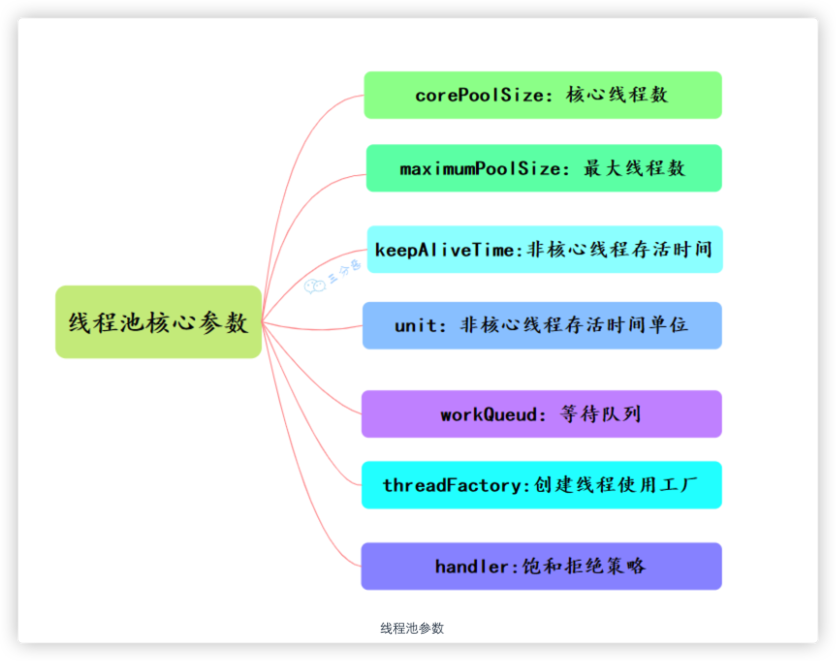 线程池核心参数
corePoolSize: 核心线程数
maximumPoolSize: 最大线程数
keepAliveTime:非核心线程存活时间
unit: 非核心线程存活时间单位
workQueud: 等待队列
threadFactory:创建线程使用工厂
handler:饱和拒绝策略
三分恶
线程池参数